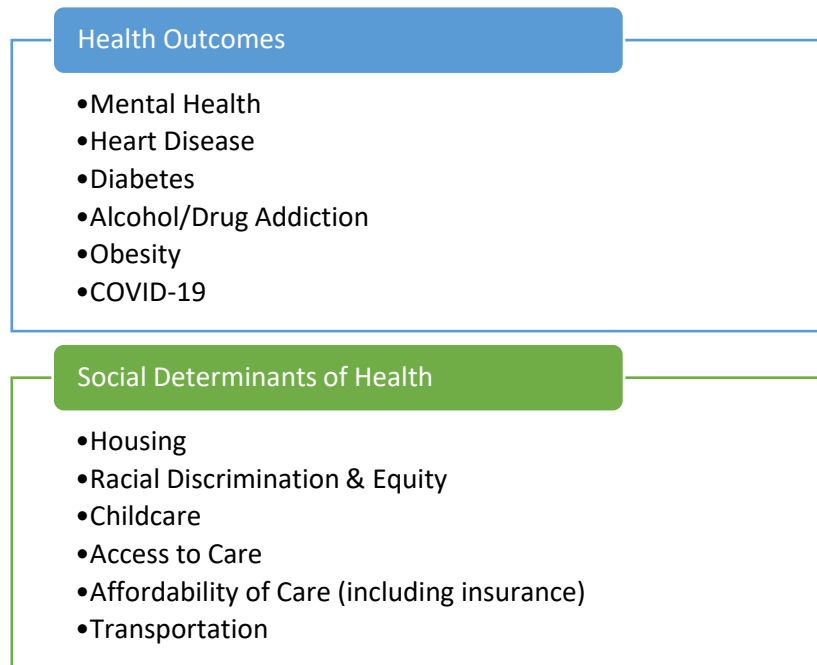 Health Outcomes
•Mental Health
•Heart Disease
•Diabetes
•Alcohol/Drug Addiction
•Obesity
•COVID-19
Social Determinants of Health
•Housing
•Racial Discrimination & Equity
•Childcare
•Access to Care
•Affordability of Care (including insurance)
•Transportation